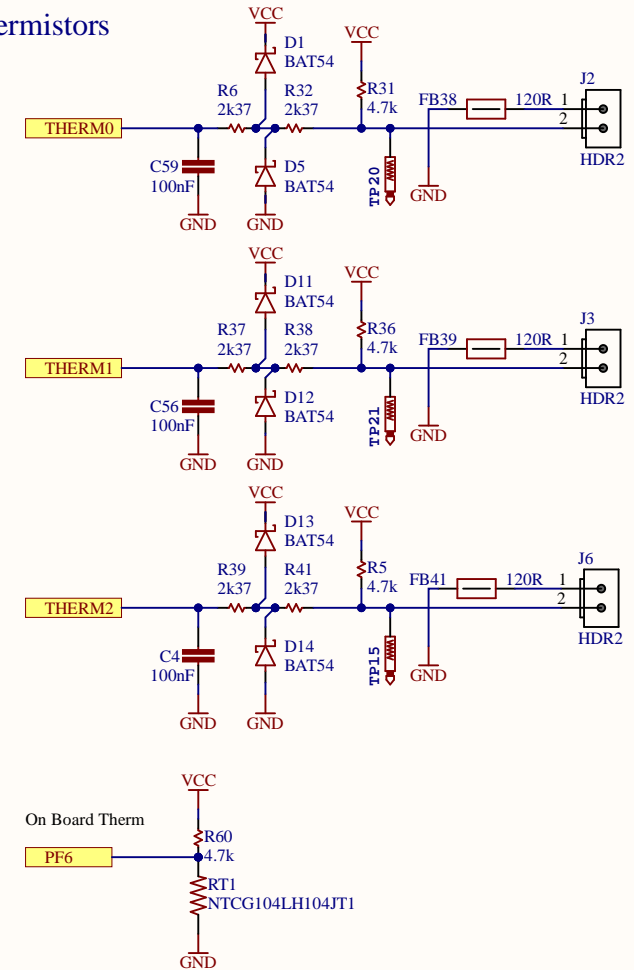 ermistors
VCC
D1
BAT54
VCC
R6
2k37
R32
2k37
R31
4.7k
FB38
120R
J2
1
2
HDR2
THERM0
C59
100nF
D5
BAT54
TP20
GND
GND
GND
VCC
D11
BAT54
VCC
R37
2k37
R38
2k37
R36
4.7k
FB39
120R
J3
1
2
HDR2
THERM1
C56
100nF
D12
BAT54
TP21
GND
GND
GND
VCC
D13
BAT54
VCC
R39
2k37
R41
2k37
R5
4.7k
FB41
120R
J6
1
2
HDR2
THERM2
C4
100nF
D14
BAT54
TP15
GND
GND
GND
VCC
On Board Therm
R60
4.7k
PF6
RT1
NTCG104LH104JT1
GND